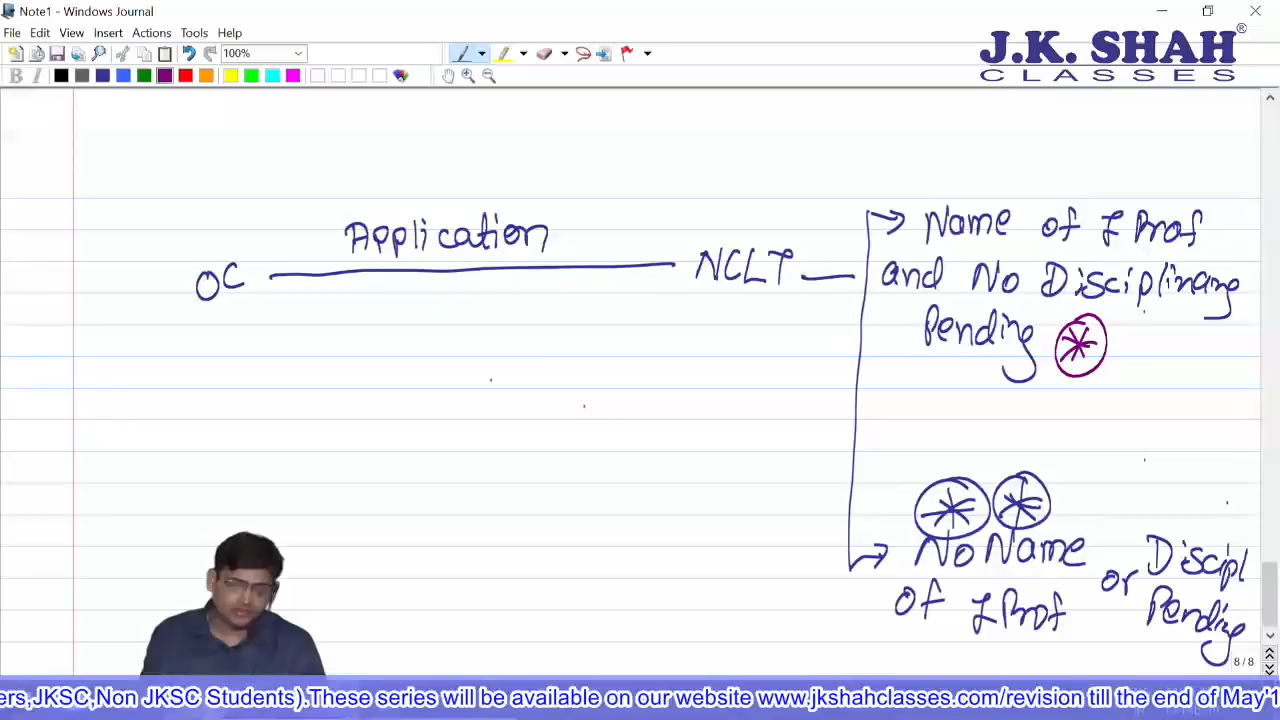 Note1 - Windows Journal
File Edit View Insert Actions Tools Help
100%
J.K. SHAH®
CLASSES
Application
OC NCLT
Name of I Prof
and No Disciplinary
Pending
No Name or Discipl
of I Prof Pending
8/8
ers,JKSC,Non JKSC Students).These series will be available on our website www.jkshahclasses.com/revision till the end of May'1